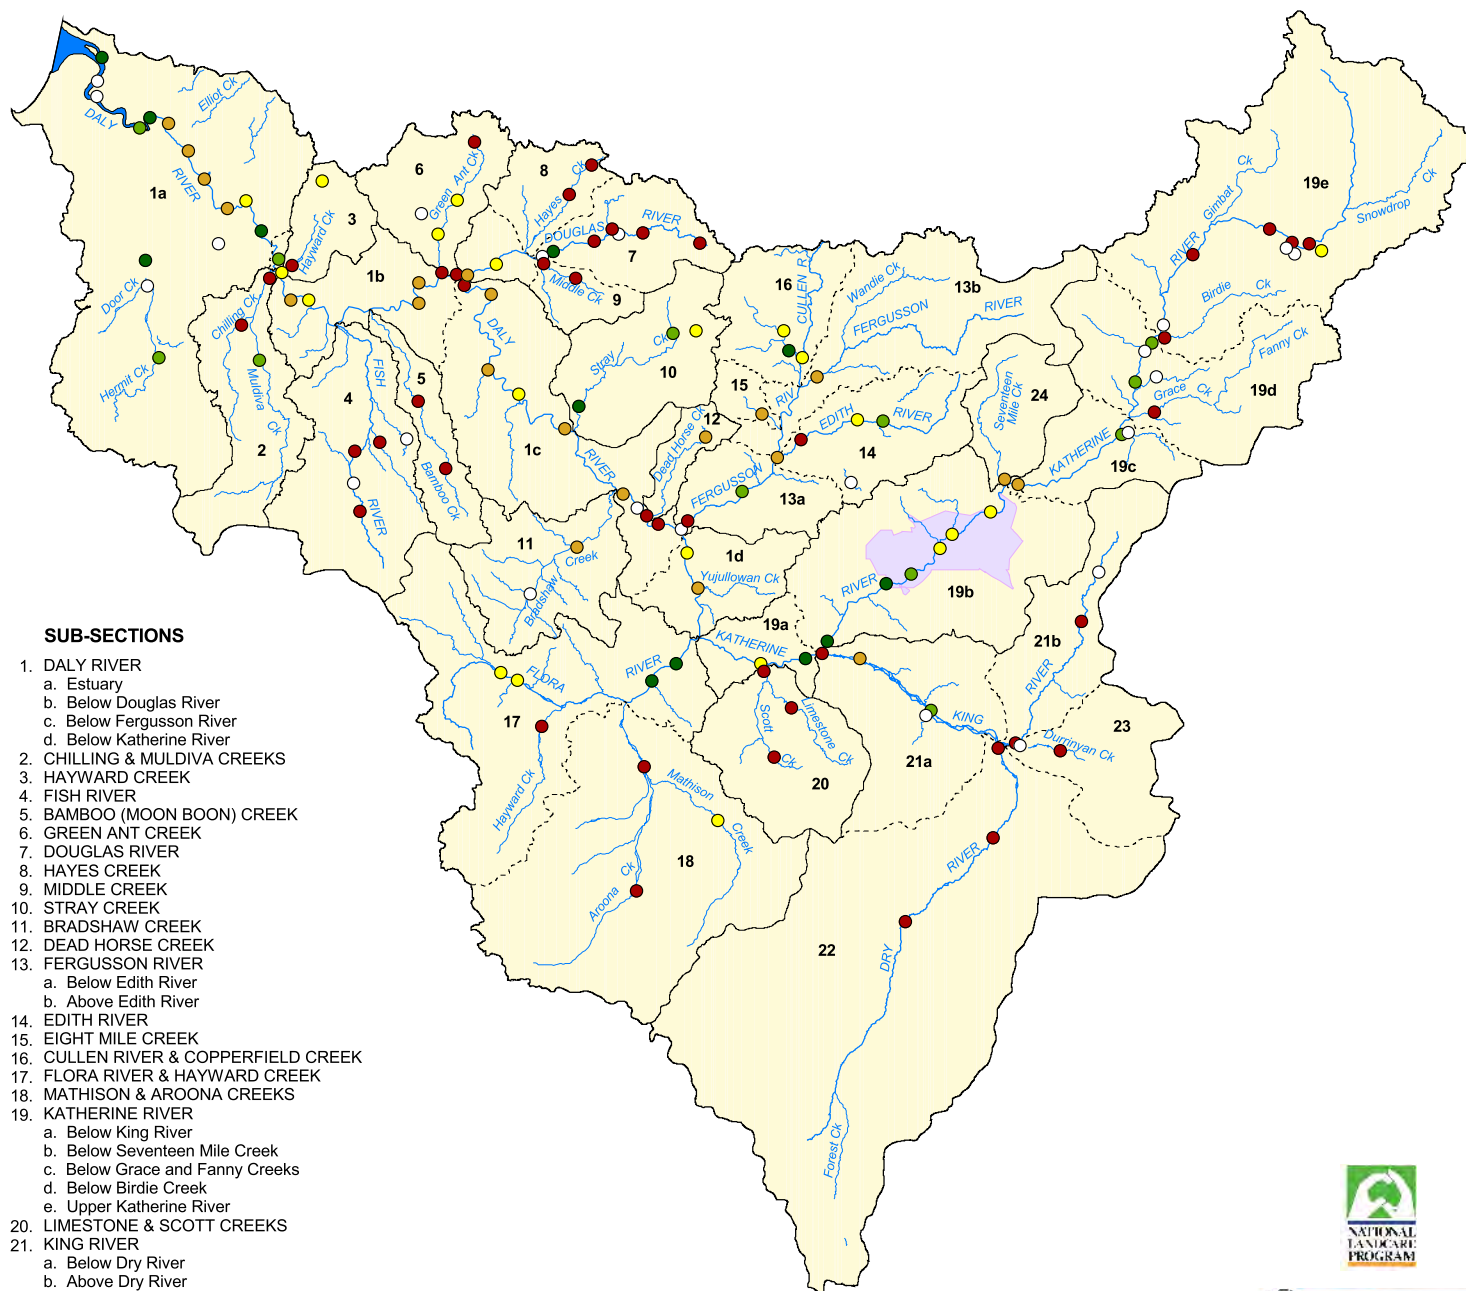 Elliot Ck
DALY
RIVER
1a
Door Ck
Hermit Ck
Chilling Ck
Muldiva
Ck
2
3
Hayward Ck
1b
6
Green Ant Ck
8
Hayes Ck
DOUGLAS RIVER
7
Middle Ck
9
DALY
RIVER
1c
FISH
RIVER
4
5
Bamboo Ck
Stray Ck
10
16
CULLEN R
Wandie Ck
13b
FERGUSSON RIVER
15
RIV
12
Dead Horse Ck
EDITH RIVER
14
FERGUSSON
13a
Seventeen
Mile Ck
24
19e
Gimbat Ck
Snowdrop Ck
RIVER
Birdie Ck
Fanny Ck
Grace Ck
19d
KATHERINE
19c
11
Bradshaw Creek
1d
Yujullowan Ck
RIVER
19b
19a
KATHERINE
21b
RIVER
FLORA RIVER
17
Hayward Ck
Scott Ck
Limestone Ck
20
21a
KING
Durrinyan Ck
23
Mathison Creek
18
Aroona Ck
22
DRY RIVER
Forest Ck
SUB-SECTIONS
1. DALY RIVER
a. Estuary
b. Below Douglas River
c. Below Fergusson River
d. Below Katherine River
2. CHILLING & MULDIVA CREEKS
3. HAYWARD CREEK
4. FISH RIVER
5. BAMBOO (MOON BOON) CREEK
6. GREEN ANT CREEK
7. DOUGLAS RIVER
8. HAYES CREEK
9. MIDDLE CREEK
10. STRAY CREEK
11. BRADSHAW CREEK
12. DEAD HORSE CREEK
13. FERGUSSON RIVER
a. Below Edith River
b. Above Edith River
14. EDITH RIVER
15. EIGHT MILE CREEK
16. CULLEN RIVER & COPPERFIELD CREEK
17. FLORA RIVER & HAYWARD CREEK
18. MATHISON & AROONA CREEKS
19. KATHERINE RIVER
a. Below King River
b. Below Seventeen Mile Creek
c. Below Grace and Fanny Creeks
d. Below Birdie Creek
e. Upper Katherine River
20. LIMESTONE & SCOTT CREEKS
21. KING RIVER
a. Below Dry River
b. Above Dry River
NATIONAL
LANDCARE
PROGRAM